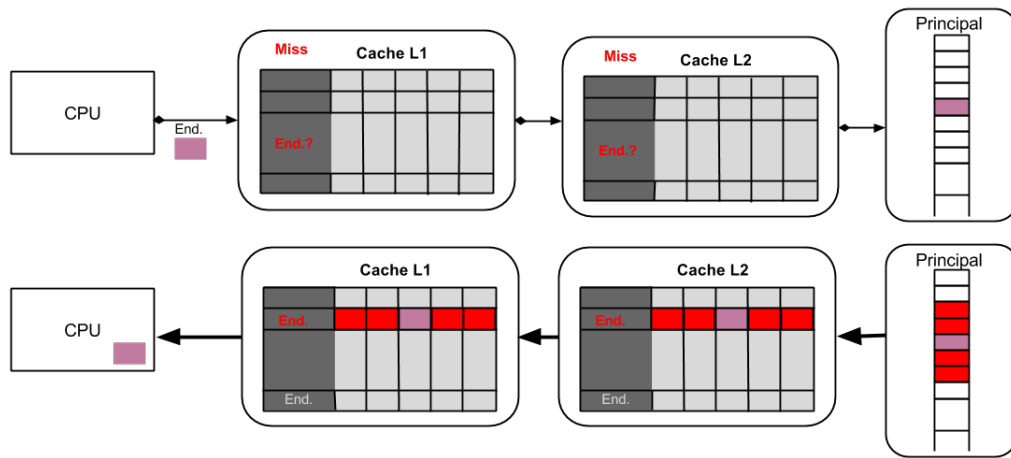 Miss
Cache L1
Miss
Cache L2
Principal
CPU
End.
End.?
End.?
Cache L1
Cache L2
Principal
CPU
End.
End.
End.
End.